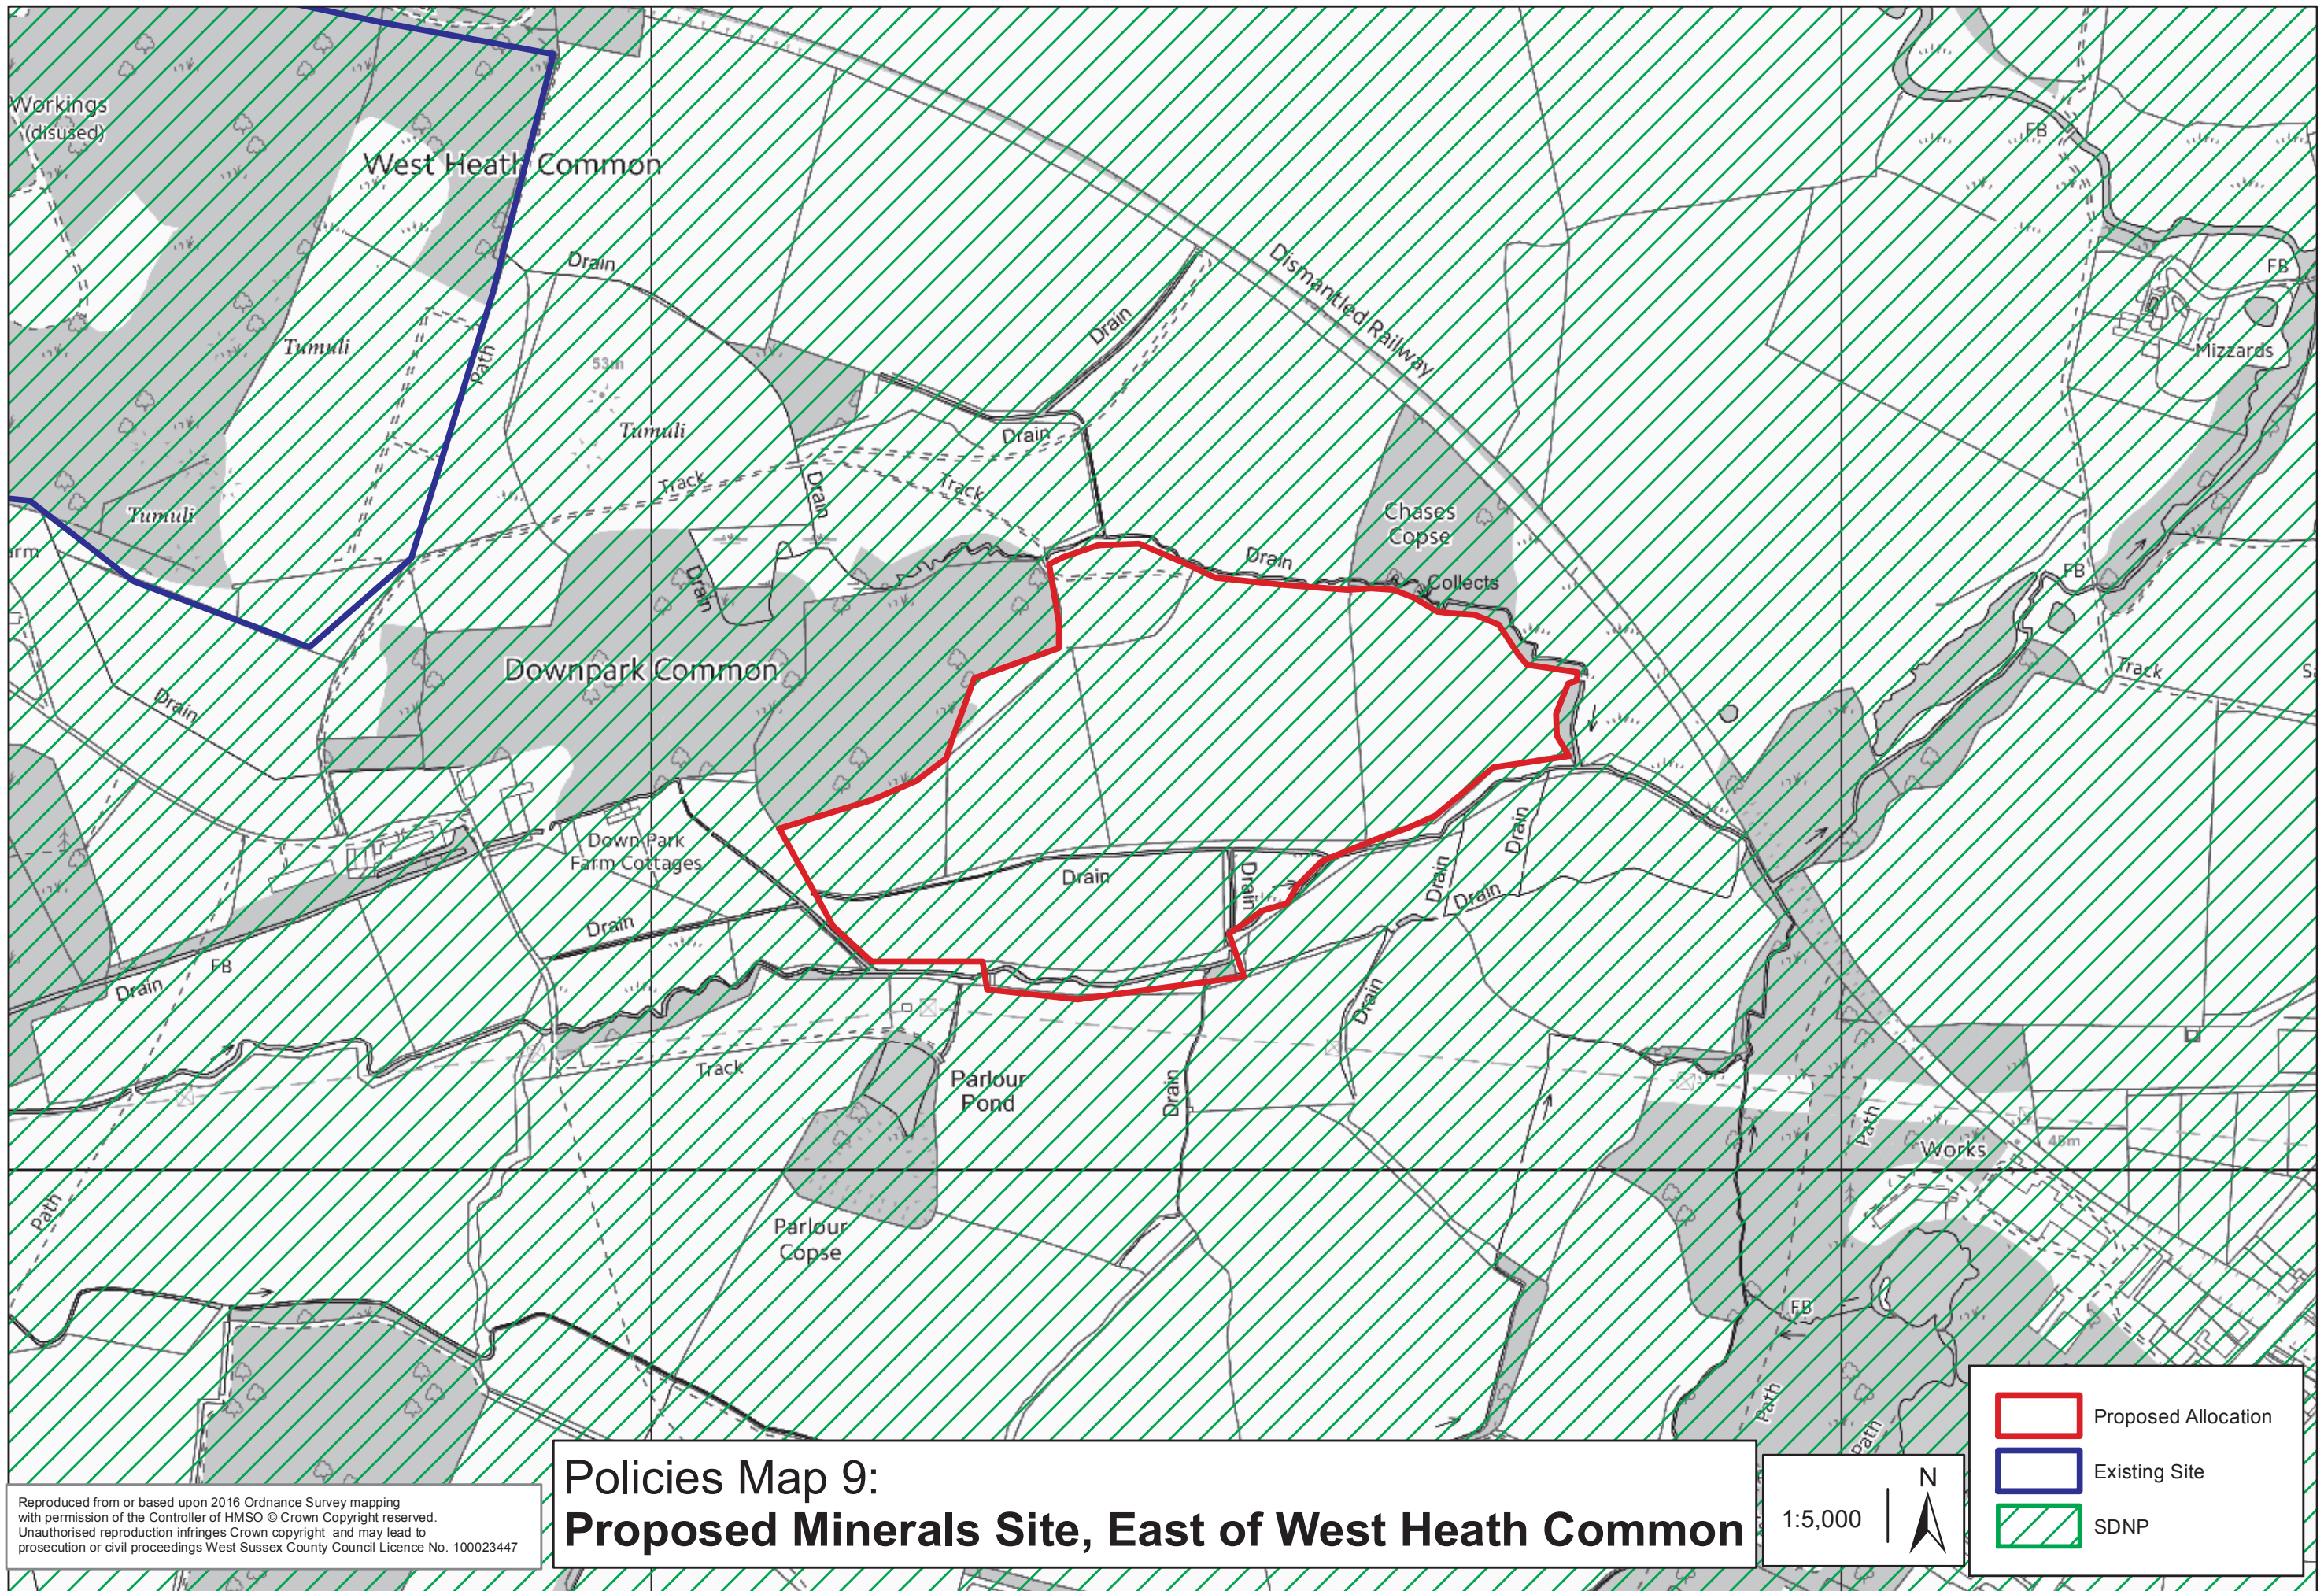 Workings
(disused)
West Heath Common
FB
Drain
Dismantled Railway
FB
Drain
Mizzards
Tumuli
Path
53m
Tumuli
Drain
Track
Drain
Track
Tumuli
Chases
Copse
arm
Drain
Drain
Collects
FB
Downpark Common
Track
Drain
Down Park
Farm Cottages
Drain
Drain
Drain
Drain
Drain
Drain
FB
Drain
Drain
Track
Parlour
Pond
Drain
Path
48m
Works
Path
Parlour
Copse
FB
Path
Path
Proposed Allocation
Existing Site
SDNP
Policies Map 9:
Proposed Minerals Site, East of West Heath Common
1:5,000
N
Reproduced from or based upon 2016 Ordnance Survey mapping
with permission of the Controller of HMSO © Crown Copyright reserved.
Unauthorised reproduction infringes Crown copyright and may lead to
prosecution or civil proceedings West Sussex County Council Licence No. 100023447